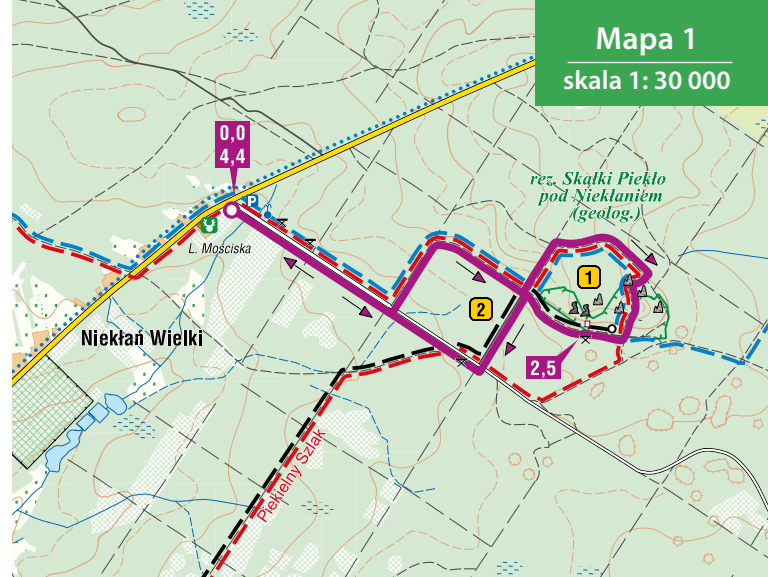 Mapa 1
skala 1: 30 000
0,0
4,4
P
rez. Skałki Piekło
pod Niekłaniem
(geolog.)
L. Mościska
1
2
Niekłań Wielki
2,5
Piekielny Szlak